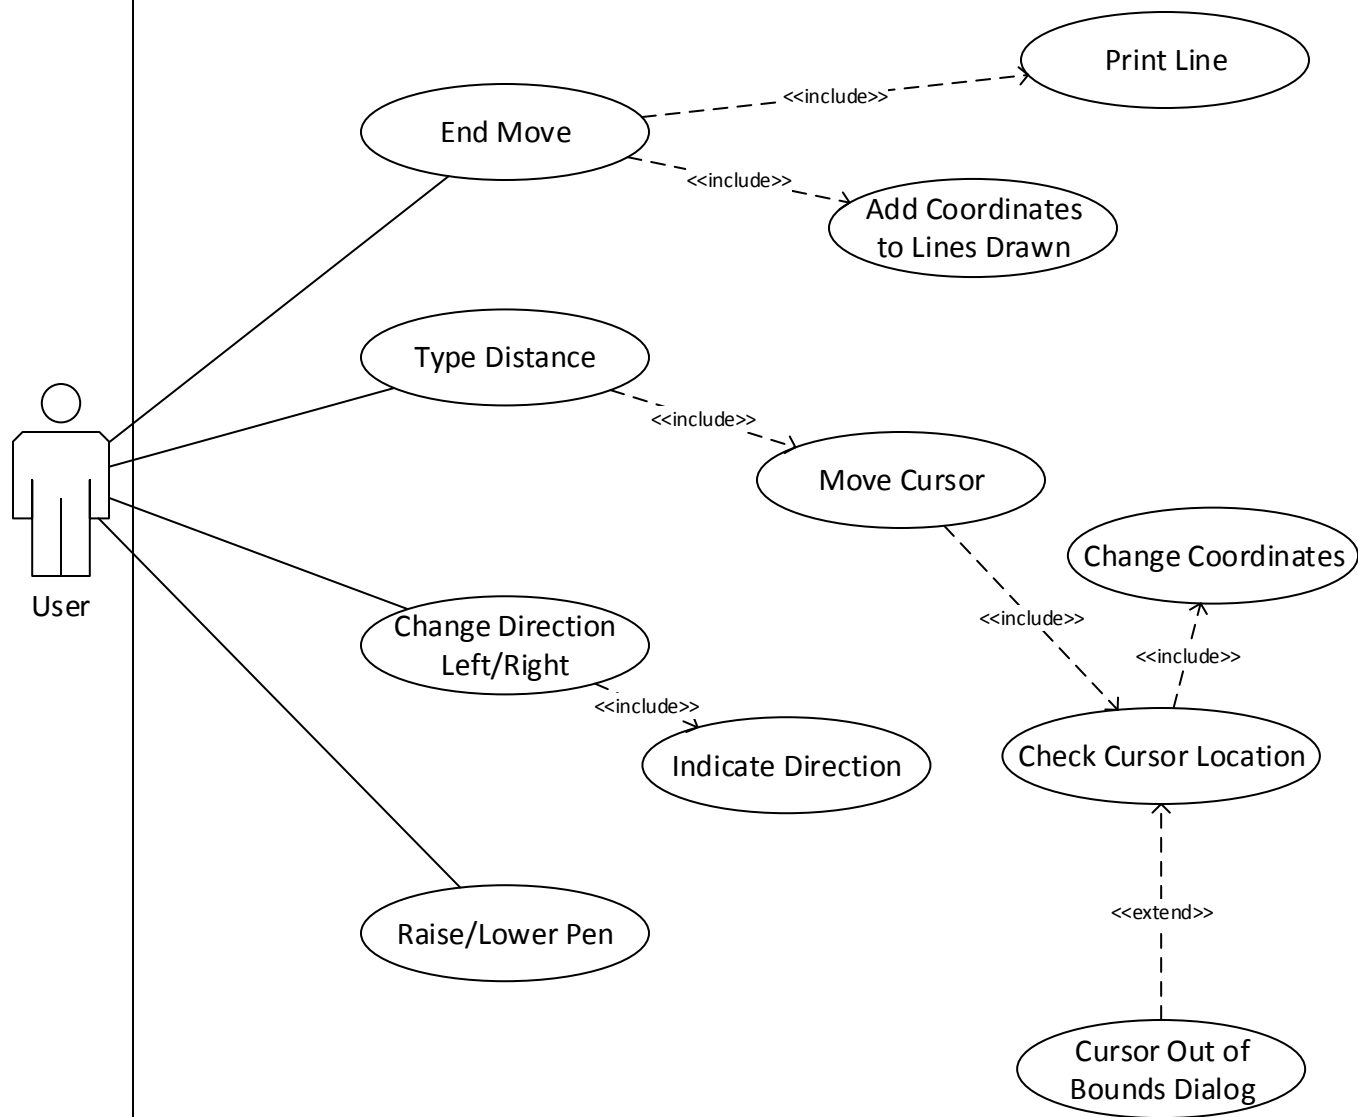 Print Line
<<include>>
End Move
<<include>>
Add Coordinates
to Lines Drawn
Type Distance
<<include>>
Move Cursor
Change Coordinates
User
<<include>>
Change Direction
Left/Right
<<include>>
<<include>>
Check Cursor Location
Indicate Direction
<<extend>>
Raise/Lower Pen
Cursor Out of
Bounds Dialog